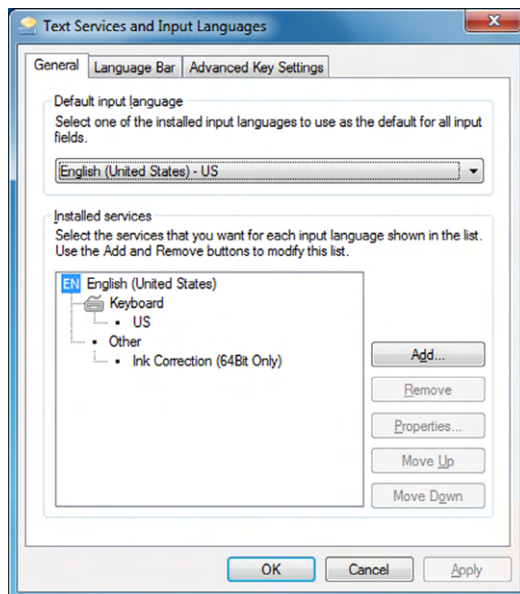 Text Services and Input Languages
General Language Bar Advanced Key Settings
Default input language
Select one of the installed input languages to use as the default for all input
fields.
English (United States) - US
Installed services
Select the services that you want for each input language shown in the list.
Use the Add and Remove buttons to modify this list.
EN English (United States)
Keyboard
US
Other
Ink Correction (64Bit Only)
Add...
Remove
Properties...
Move Up
Move Down
OK Cancel Apply